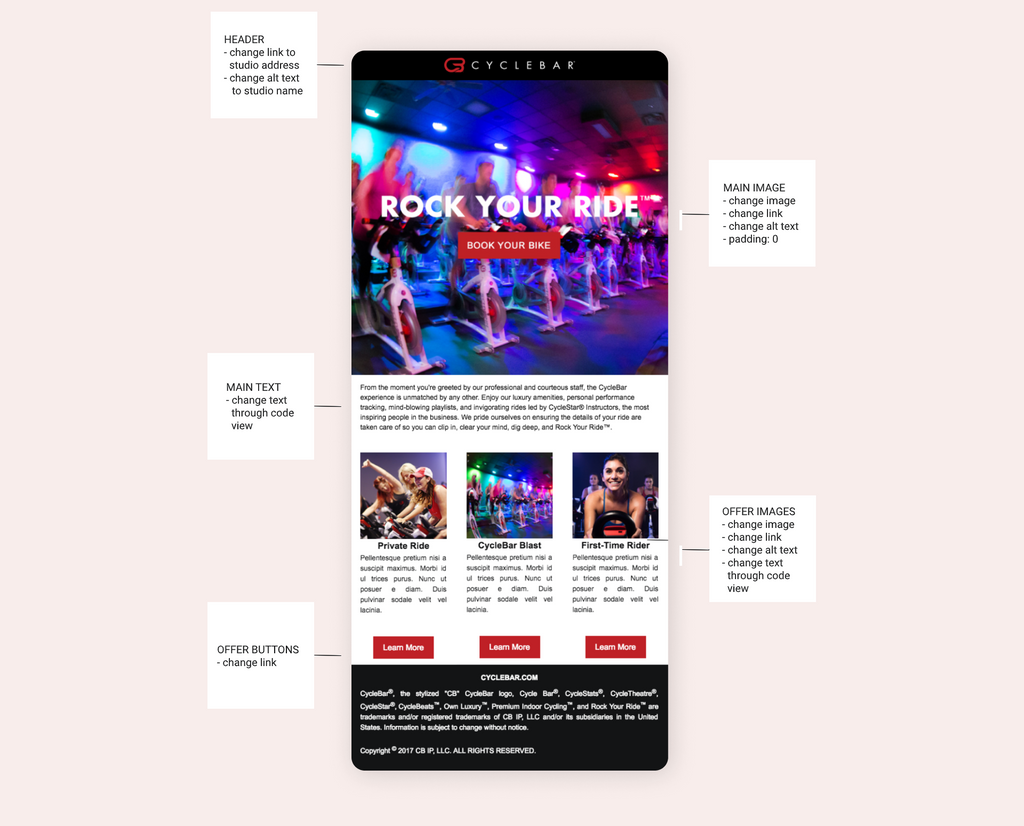 HEADER
- change link to
studio address
- change alt text
to studio name
CYCLEBAR
ROCK YOUR RIDE™
BOOK YOUR BIKE
MAIN IMAGE
- change image
- change link
- change alt text
- padding: 0
MAIN TEXT
- change text
through code
view
From the moment you're greeted by our professional and courteous staff, the CycleBar
experience is unmatched by any other. Enjoy our luxury amenities, personal performance
tracking, mind-blowing playlists, and invigorating rides led by CycleStar® Instructors, the most
inspiring people in the business. We pride ourselves on ensuring the details of your ride are
taken care of so you can clip in, clear your mind, dig deep, and Rock Your Ride™.
OFFER IMAGES
- change image
- change link
- change alt text
- change text
through code
view
Private Ride
Pellentesque pretium nisi a
suscipit maximus. Morbi id
ul trices purus. Nunc ut
posuer e diam. Duis
pulvinar sodale velit vel
lacinia.
CycleBar Blast
Pellentesque pretium nisi a
suscipit maximus. Morbi id
ul trices purus. Nunc ut
posuer e diam. Duis
pulvinar sodale velit vel
lacinia.
First-Time Rider
Pellentesque pretium nisi a
suscipit maximus. Morbi id
ul trices purus. Nunc ut
posuer e diam. Duis
pulvinar sodale velit vel
lacinia.
OFFER BUTTONS
- change link
Learn More
Learn More
Learn More
CYCLEBAR.COM
CycleBar®, the stylized "CB" CycleBar logo, Cycle Bar®, CycleStats®, CycleTheatre®,
CycleStar®, CycleBeats™, Own Luxury™, Premium Indoor Cycling™, and Rock Your Ride™ are
trademarks and/or registered trademarks of CB IP, LLC and/or its subsidiaries in the United
States. Information is subject to change without notice.
Copyright © 2017 CB IP, LLC. ALL RIGHTS RESERVED.